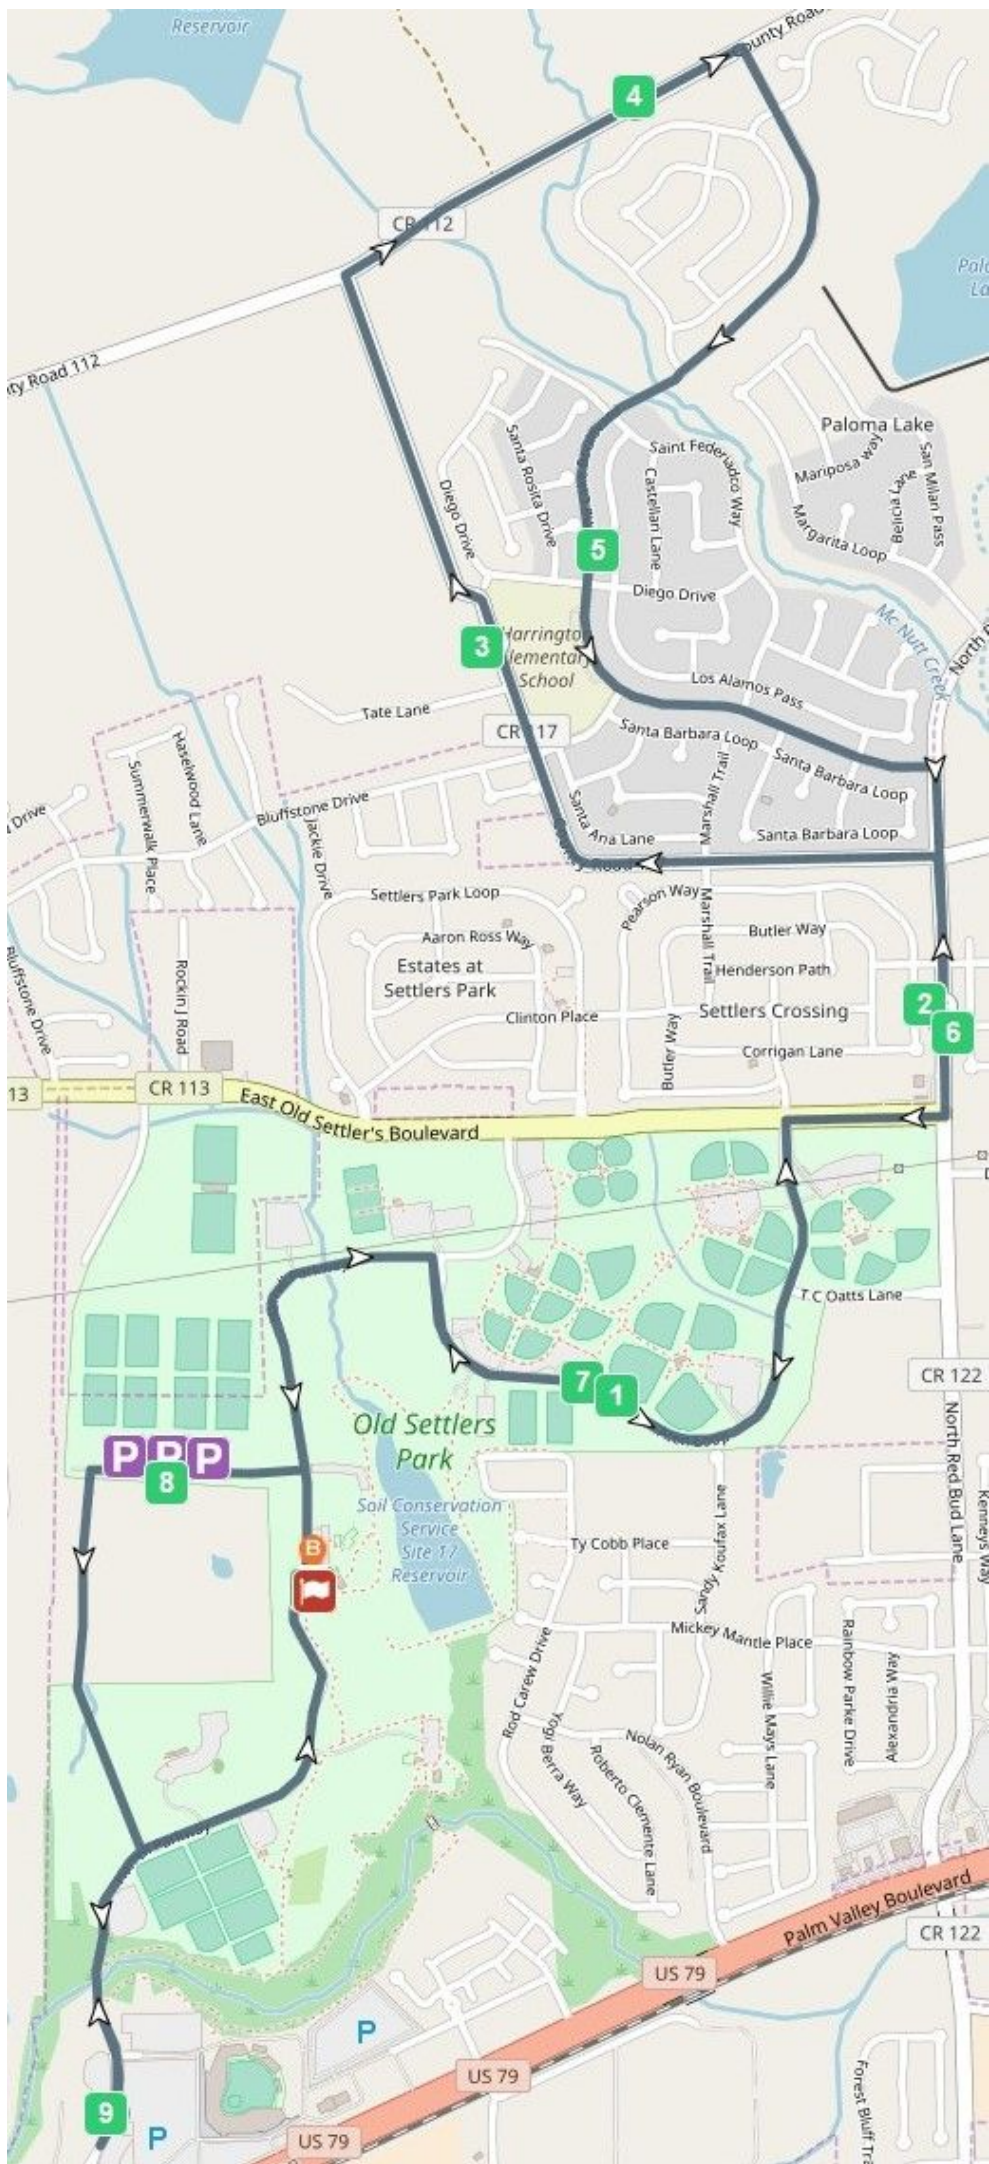 Reservoir
County Road
4
CR 112
ty Road 112
Paloma Lake
Saint Federiadco Way
Mariposa way
San Milan Pass
Belicia Lane
Santa Rosita Drive
Castellan Lane
Diego Drive
Margarita Loop
5
Diego Drive
Mc Nutt Creek
3
Harrington
Elementary
School
Los Alamos Pass
Tate Lane
CR 117
Santa Barbara Loop
Haselwood Lane
Summerwalk Place
Marshall Trail
Santa Barbara Loop
Bluffstone Drive
Drive
Jackie Drive
Santa Ana Lane
Santa Barbara Loop
Settlers Park Loop
Pearson Way
Marshall Trail
Butler Way
Aaron Ross Way
Estates at
Settlers Park
Henderson Path
Bluffstone Drive
Rockin J Road
2
Clinton Place
Settlers Crossing
6
Butler Way
Corrigan Lane
13
CR 113
East Old Settler's Boulevard
T C Oatts Lane
7
1
CR 122
Old Settlers
Park
North Red Bud Lane
P
P
P
8
Soil Conservation
Service
Site 17
Reservoir
Kenneys Way
Ty Cobb Place
Sandy Koufax Lane
B
Mickey Mantle Place
Rod Carew Drive
Willie Mays Lane
Rainbow Parke Drive
Alexandria Way
Yogi Berra Way
Nolan Ryan Boulevard
Roberto Clemente Lane
Palm Valley Boulevard
CR 122
US 79
P
US 79
9
P
US 79
Forest Bluff Tra